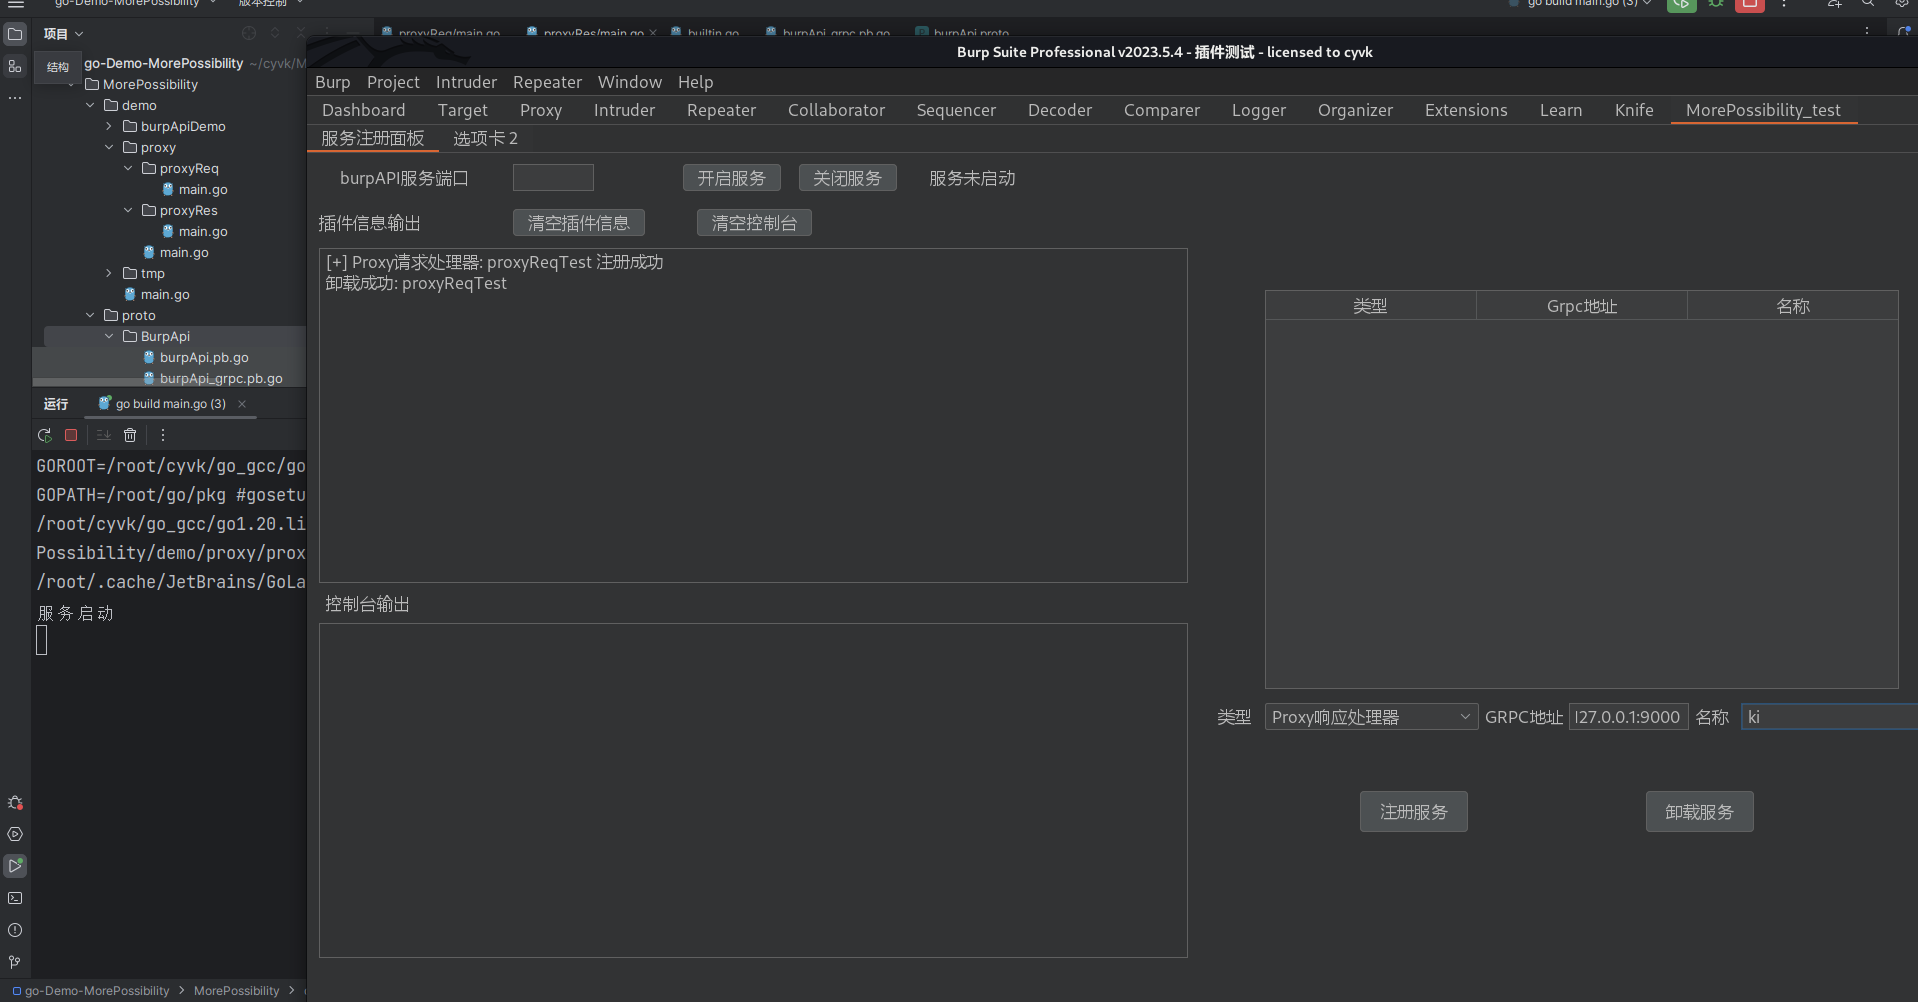 go-Demo-MorePossibility
版本控制
go build main.go (3)
项目
proxyReq/main.go
proxyRes/main.go
builtin.go
burpApi_grpc.pb.go
burpApi.proto
结构
go-Demo-MorePossibility ~/cyvk/M
MorePossibility
demo
burpApiDemo
proxy
proxyReq
main.go
proxyRes
main.go
main.go
tmp
main.go
proto
BurpApi
burpApi.pb.go
burpApi_grpc.pb.go
运行 go build main.go (3)
GOROOT=/root/cyvk/go_gcc/go
GOPATH=/root/go/pkg #gosetu
/root/cyvk/go_gcc/go1.20.li
Possibility/demo/proxy/prox
/root/.cache/JetBrains/GoLa
服务启动
go-Demo-MorePossibility > MorePossibility >
Burp Suite Professional v2023.5.4 - 插件测试 - licensed to cyvk
Burp Project Intruder Repeater Window Help
Dashboard Target Proxy Intruder Repeater Collaborator Sequencer Decoder Comparer Logger Organizer Extensions Learn Knife MorePossibility_test
服务注册面板 选项卡 2
burpAPI服务端口 开启服务 关闭服务 服务未启动
插件信息输出 清空插件信息 清空控制台
[+] Proxy请求处理器: proxyReqTest 注册成功
卸载成功: proxyReqTest
控制台输出
类型 Grpc地址 名称
类型 Proxy响应处理器 GRPC地址 127.0.0.1:9000 名称 ki
注册服务 卸载服务